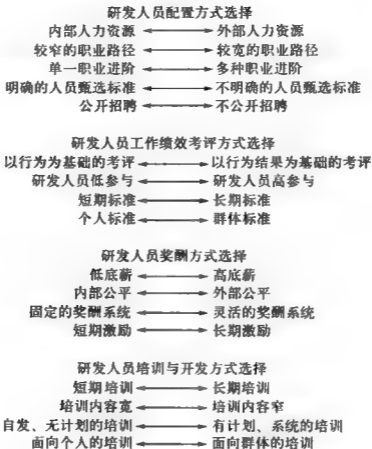 研发人员配置方式选择
内部人力资源 ←→ 外部人力资源
较窄的职业路径 ←→ 较宽的职业路径
单一职业进阶 ←→ 多种职业进阶
明确的人员甄选标准 ←→ 不明确的人员甄选标准
公开招聘 ←→ 不公开招聘
研发人员工作绩效考评方式选择
以行为为基础的考评 ←→ 以行为结果为基础的考评
研发人员低参与 ←→ 研发人员高参与
短期标准 ←→ 长期标准
个人标准 ←→ 群体标准
研发人员奖酬方式选择
低底薪 ←→ 高底薪
内部公平 ←→ 外部公平
固定的奖酬系统 ←→ 灵活的奖酬系统
短期激励 ←→ 长期激励
研发人员培训与开发方式选择
短期培训 ←→ 长期培训
培训内容宽 ←→ 培训内容窄
自发、无计划的培训 ←→ 有计划、系统的培训
面向个人的培训 ←→ 面向群体的培训